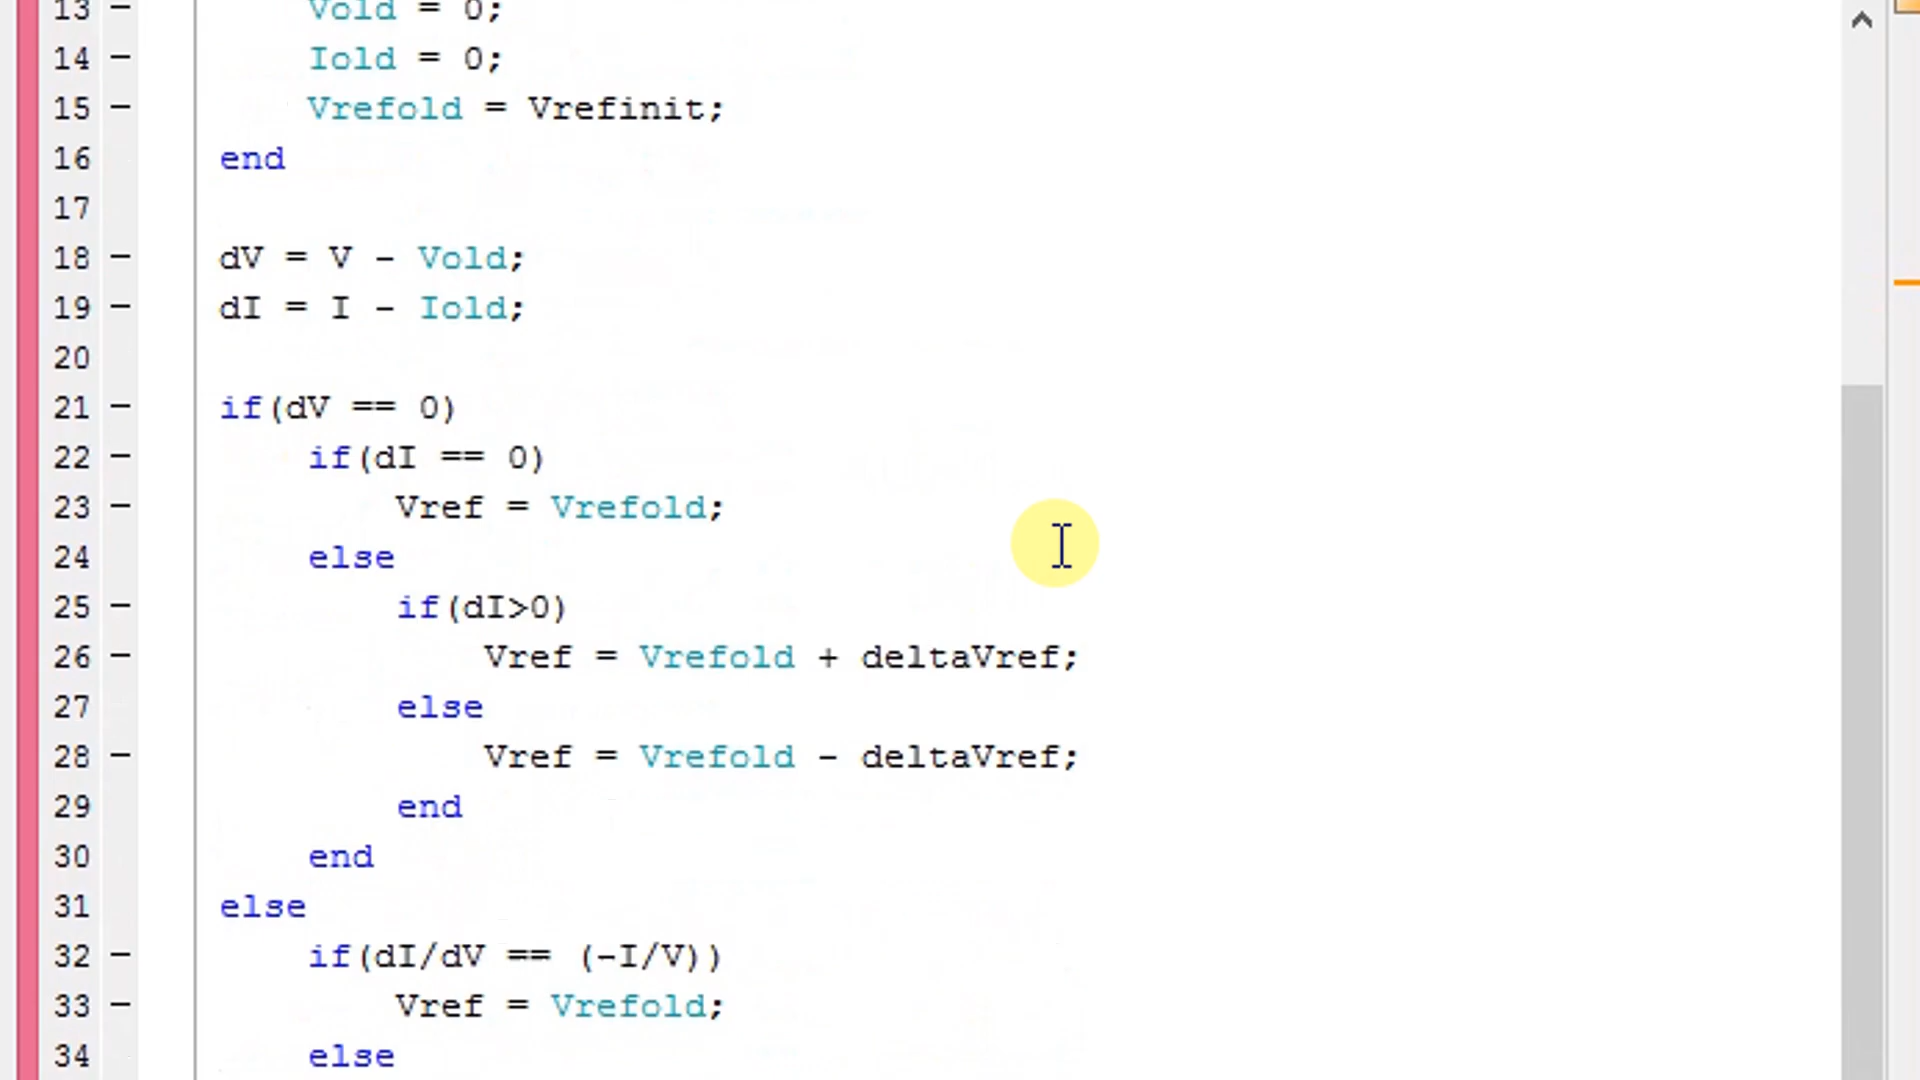 13 - Vold = 0;
14 - Iold = 0;
15 - Vrefold = Vrefinit;
16 end
17
18 - dV = V - Vold;
19 - dI = I - Iold;
20
21 - if(dV == 0)
22 - if(dI == 0)
23 - Vref = Vrefold;
24 else
25 - if(dI>0)
26 - Vref = Vrefold + deltaVref;
27 else
28 - Vref = Vrefold - deltaVref;
29 end
30 end
31 else
32 - if(dI/dV == (-I/V))
33 - Vref = Vrefold;
34 else